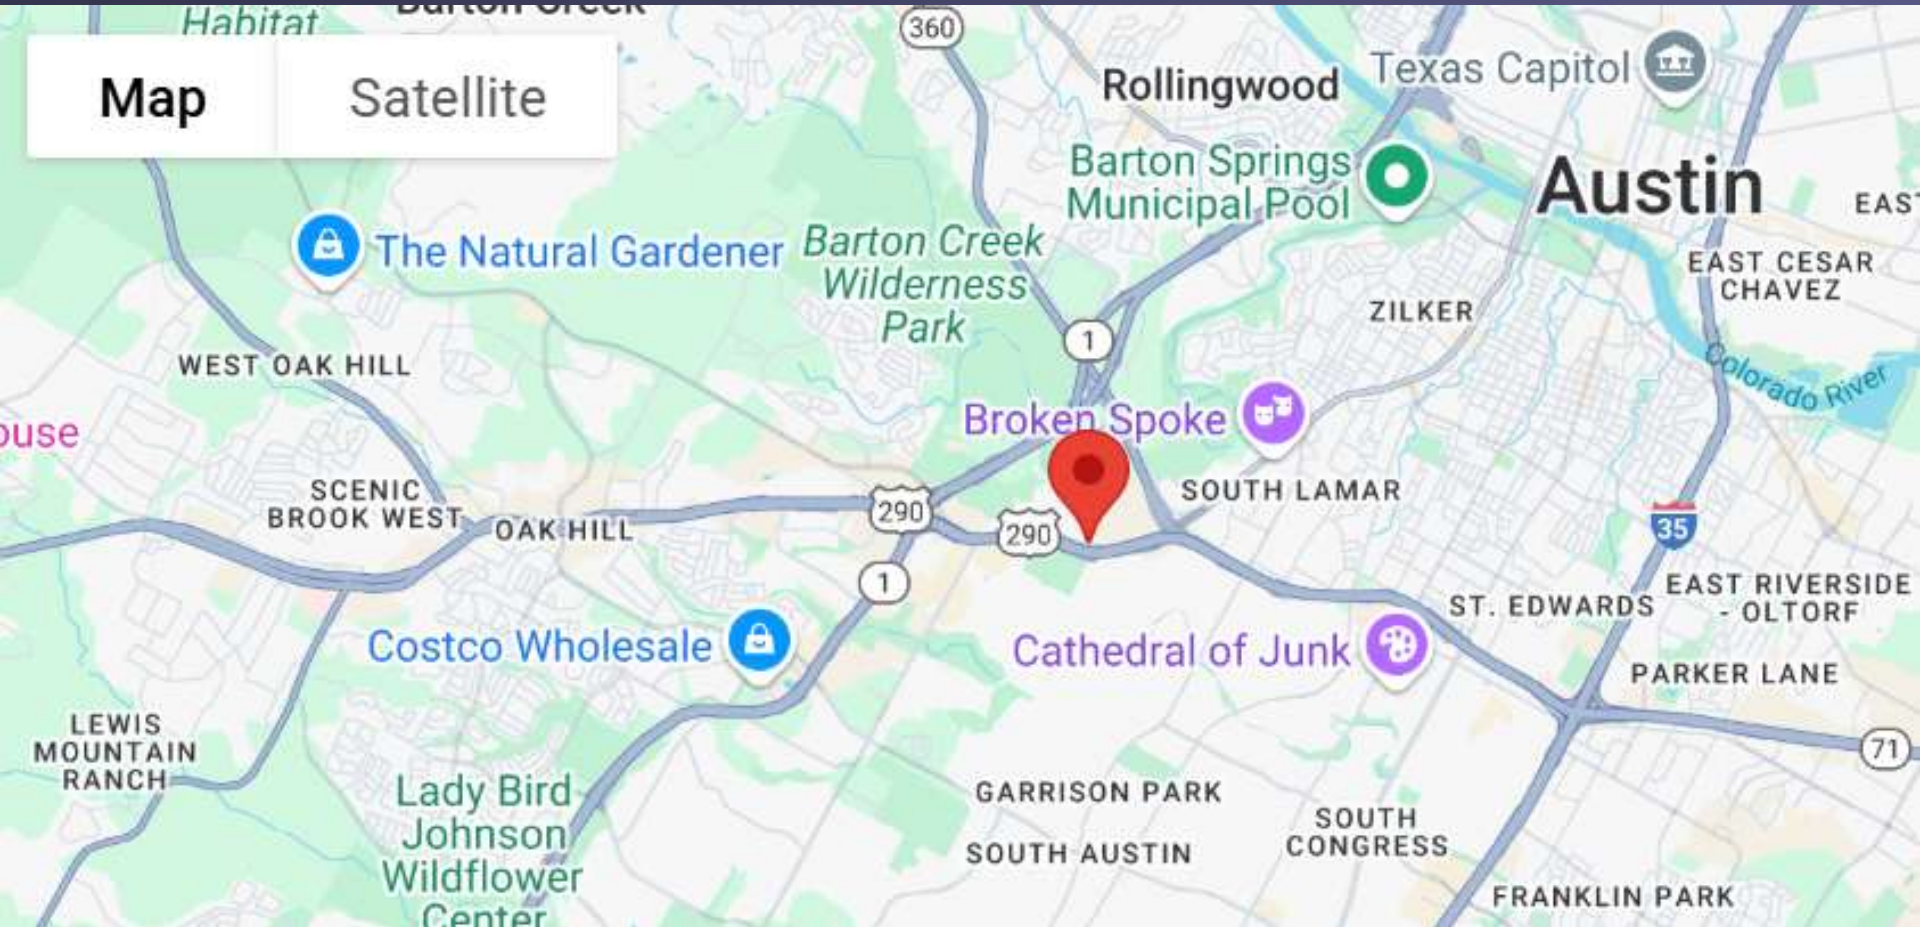 Habitat
Barton Creek
360
Map
Satellite
Rollingwood
Texas Capitol
Barton Springs
Municipal Pool
Austin
EAST
The Natural Gardener
Barton Creek
Wilderness
Park
EAST CESAR
CHAVEZ
ZILKER
1
WEST OAK HILL
Colorado River
ouse
Broken Spoke
SCENIC
BROOK WEST
OAK HILL
290
290
SOUTH LAMAR
35
1
ST. EDWARDS
EAST RIVERSIDE
- OLTORF
Costco Wholesale
Cathedral of Junk
PARKER LANE
LEWIS
MOUNTAIN
RANCH
71
Lady Bird
Johnson
Wildflower
Center
GARRISON PARK
SOUTH AUSTIN
SOUTH
CONGRESS
FRANKLIN PARK